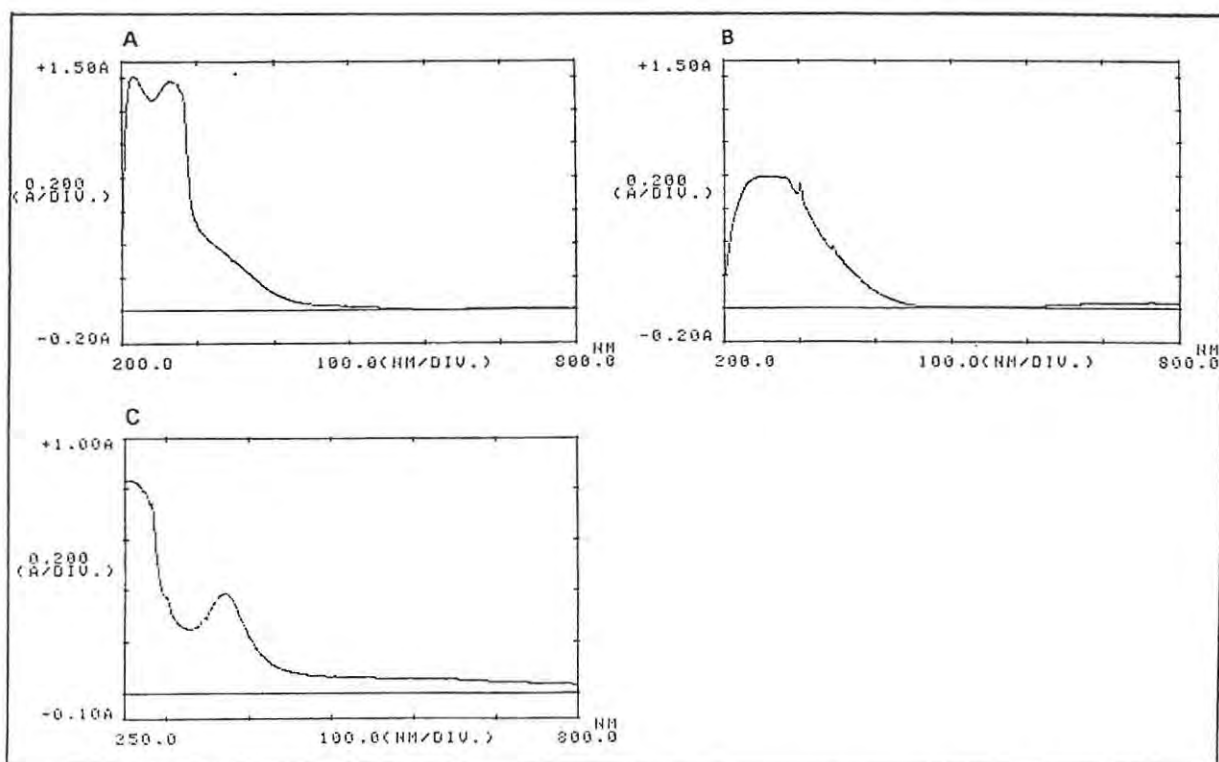 A
+1.50A
0.200
(A/DIV.)
-0.20A
200.0
100.0(NM/DIV.)
800.0
NM
B
+1.50A
0.200
(A/DIV.)
-0.20A
200.0
100.0(NM/DIV.)
800.0
NM
C
+1.00A
0.200
(A/DIV.)
-0.10A
250.0
100.0(NM/DIV.)
800.0
NM